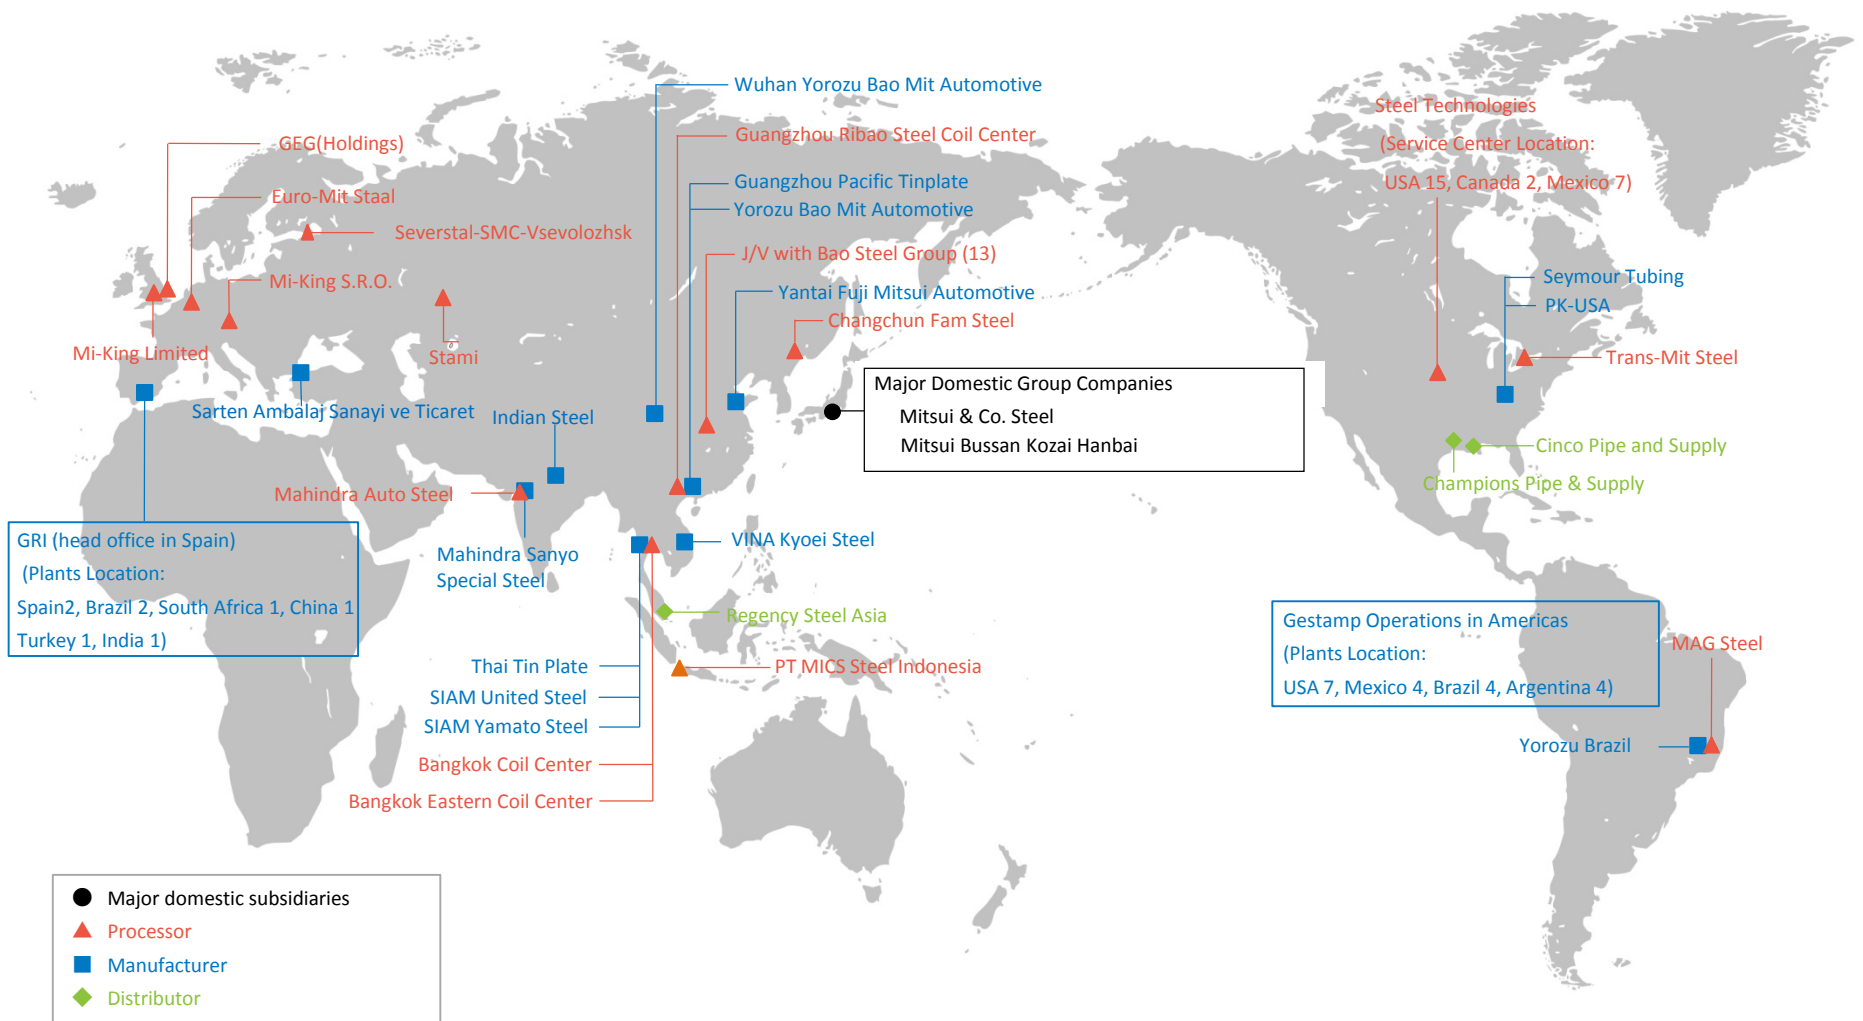 Wuhan Yorozu Bao Mit Automotive
Steel Technologies
(Service Center Location:
USA 15, Canada 2, Mexico 7)
GEG(Holdings)
Guangzhou Ribao Steel Coil Center
Euro-Mit Staal
Guangzhou Pacific Tinplate
Yorozu Bao Mit Automotive
Severstal-SMC-Vsevolozhsk
J/V with Bao Steel Group (13)
Mi-King S.R.O.
Yantai Fuji Mitsui Automotive
Seymour Tubing
PK-USA
Changchun Fam Steel
Mi-King Limited
Stami
Trans-Mit Steel
Major Domestic Group Companies
Mitsui & Co. Steel
Mitsui Bussan Kozai Hanbai
Sarten Ambalaj Sanayi ve Ticaret
Indian Steel
Cinco Pipe and Supply
Champions Pipe & Supply
Mahindra Auto Steel
GRI (head office in Spain)
(Plants Location:
Spain2, Brazil 2, South Africa 1, China 1
Turkey 1, India 1)
Mahindra Sanyo
Special Steel
VINA Kyoei Steel
Regency Steel Asia
Gestamp Operations in Americas
(Plants Location:
USA 7, Mexico 4, Brazil 4, Argentina 4)
MAG Steel
Thai Tin Plate
PT MICS Steel Indonesia
SIAM United Steel
SIAM Yamato Steel
Yorozu Brazil
Bangkok Coil Center
Bangkok Eastern Coil Center
Major domestic subsidiaries
Processor
Manufacturer
Distributor